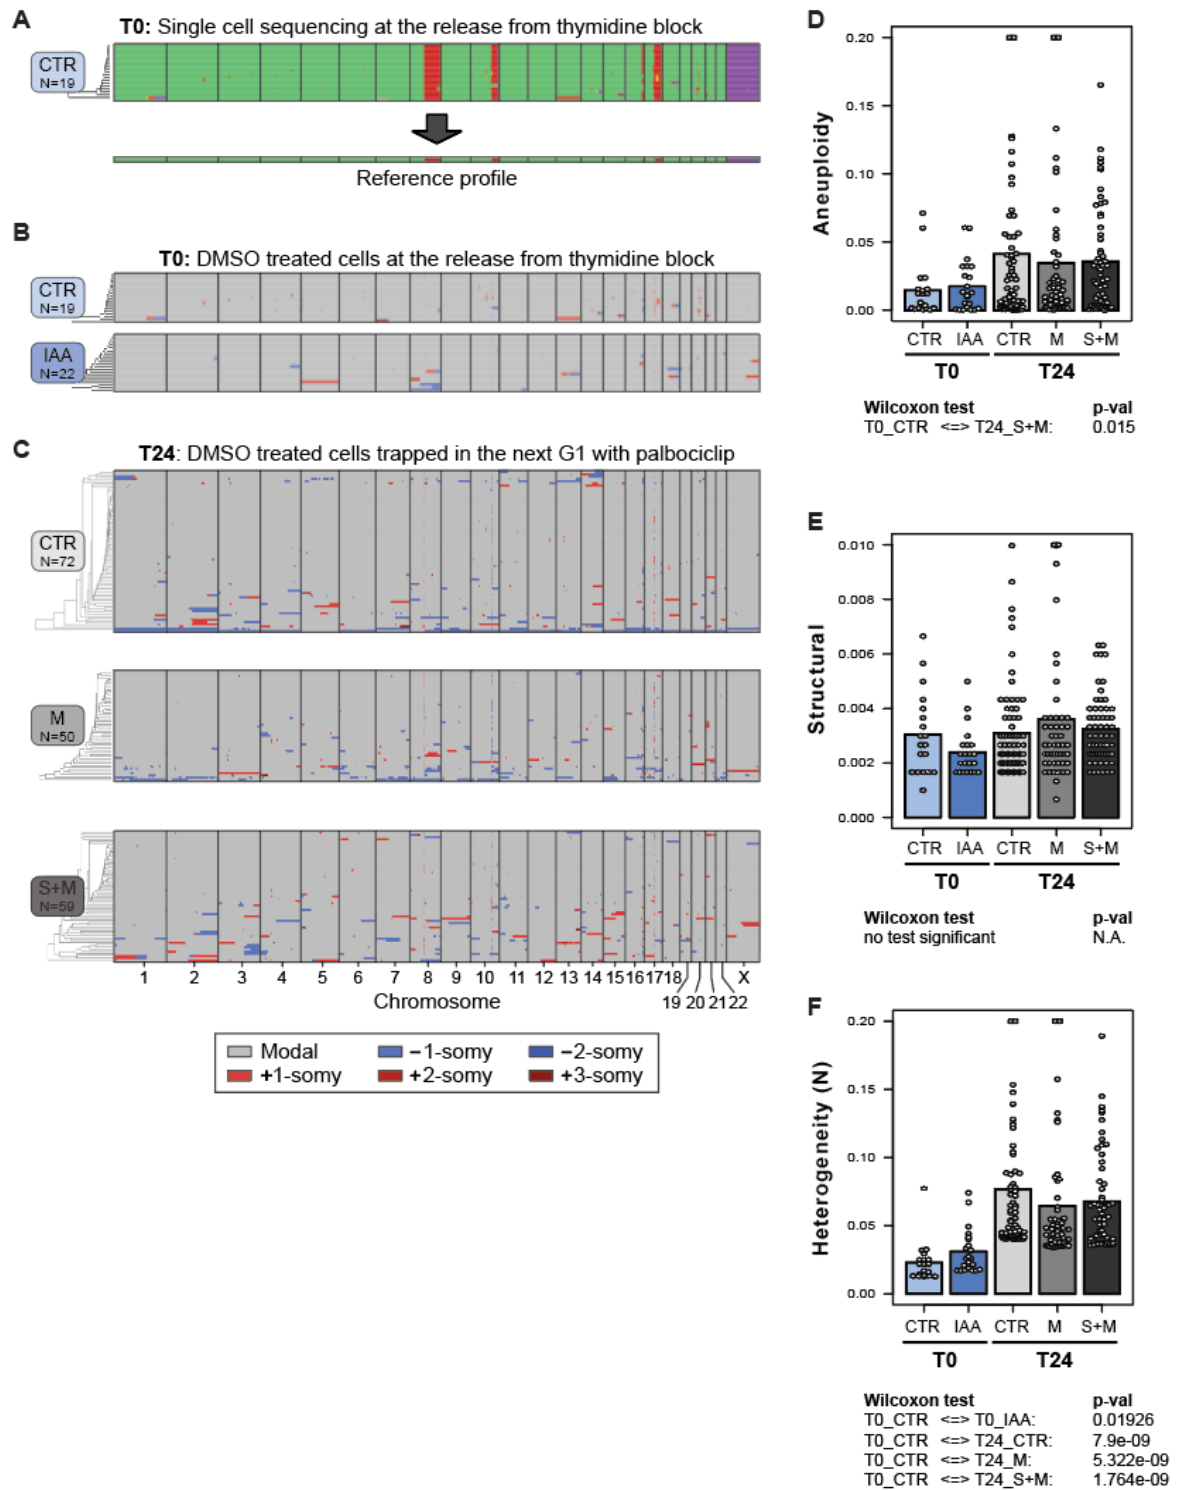 A
T0: Single cell sequencing at the release from thymidine block
CTR
N=19
Reference profile
B
T0: DMSO treated cells at the release from thymidine block
CTR
N=19
IAA
N=22
C
T24: DMSO treated cells trapped in the next G1 with palbociclip
CTR
N=72
M
N=50
S+M
N=59
1 2 3 4 5 6 7 8 9 10 11 12 13 14 15 16 17 18 X
19 20 21 22
Chromosome
Modal −1-somy −2-somy
+1-somy +2-somy +3-somy
D
Aneuploidy
0.20
0.15
0.10
0.05
0.00
CTR IAA CTR M S+M
T0 T24
Wilcoxon test p-val
T0_CTR <=> T24_S+M: 0.015
E
Structural
0.010
0.008
0.006
0.004
0.002
0.000
CTR IAA CTR M S+M
T0 T24
Wilcoxon test p-val
no test significant N.A.
F
Heterogeneity (N)
0.20
0.15
0.10
0.05
0.00
CTR IAA CTR M S+M
T0 T24
Wilcoxon test p-val
T0_CTR <=> T0_IAA: 0.01926
T0_CTR <=> T24_CTR: 7.9e-09
T0_CTR <=> T24_M: 5.322e-09
T0_CTR <=> T24_S+M: 1.764e-09